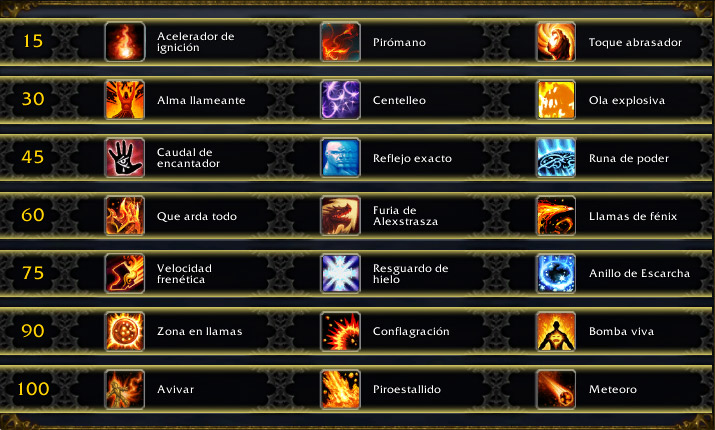 15
Acelerador de
ignición
Pirómano
Toque abrasador
30
Alma llameante
Centelleo
Ola explosiva
45
Caudal de
encantador
Reflejo exacto
Runa de poder
60
Que arda todo
Furia de
Alexstrasza
Llamas de fénix
75
Velocidad
frenética
Resguardo de
hielo
Anillo de Escarcha
90
Zona en llamas
Conflagración
Bomba viva
100
Avivar
Piroestallido
Meteoro